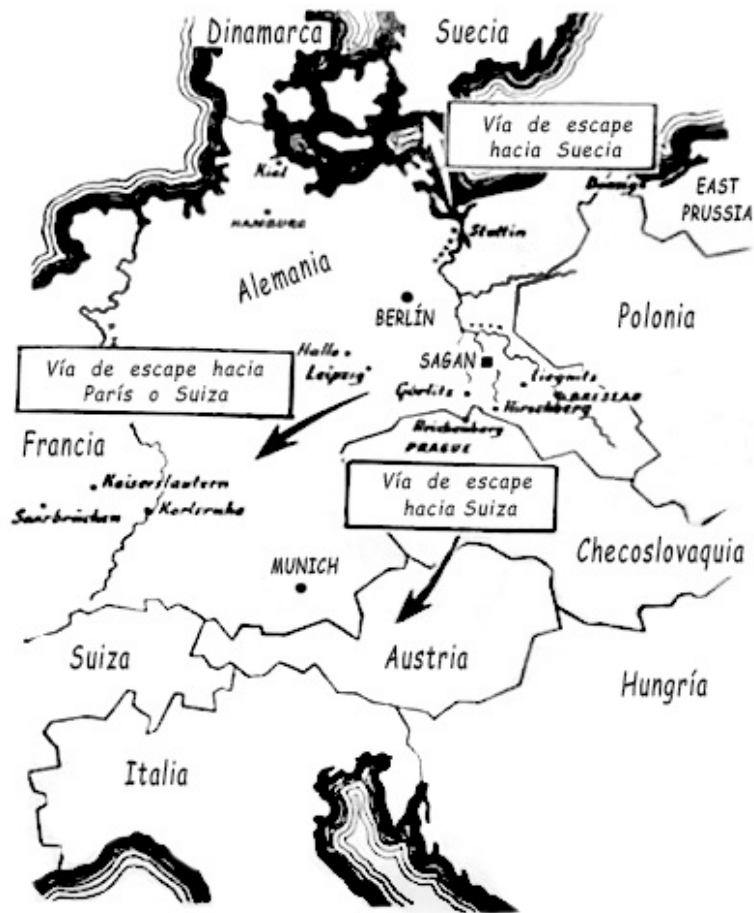 Dinamarca
Suecia
Vía de escape
hacia Suecia
Kiel
EAST
PRUSSIA
HAMBURG
Stettin
Alemania
BERLÍN
Polonia
Vía de escape hacia
París o Suiza
Halle
Leipzig
SAGAN
Liegnitz
Görlitz
BRESLAU
Hirschberg
Reichenberg
PRAGUE
Francia
Kaiserslautern
Vía de escape
hacia Suiza
Saarbrücken
Karlsruhe
Checoslovaquia
MUNICH
Suiza
Austria
Hungría
Italia